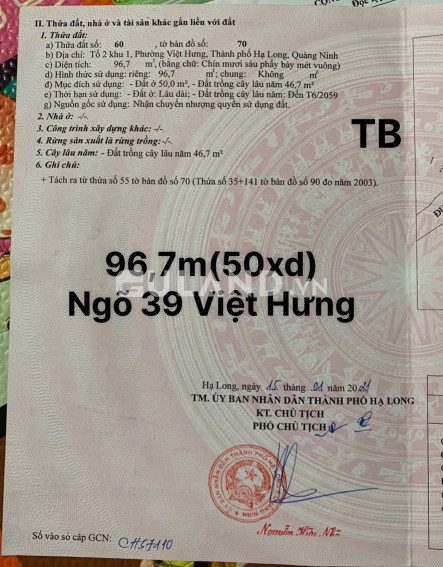 II. Thửa đất, nhà ở và tài sản khác gắn liền với đất
1. Thửa đất:
a) Thửa đất số: 60 , tờ bản đồ số: 70
b) Địa chỉ: Tổ 2 khu 1, Phường Việt Hưng, Thành phố Hạ Long, Quảng Ninh
c) Diện tích: 96,7 m², (bằng chữ: Chín mươi sáu phẩy bảy mét vuông)
d) Hình thức sử dụng: riêng: 96,7 m²; chung: Không m²
đ) Mục đích sử dụng: - Đất ở 50,0 m², - Đất trồng cây lâu năm 46,7 m²
e) Thời hạn sử dụng: - Đất ở: Lâu dài; - Đất trồng cây lâu năm: Đến T6/2059
g) Nguồn gốc sử dụng: Nhận chuyển nhượng quyền sử dụng đất.
2. Nhà ở: -/-
3. Công trình xây dựng khác: -/-.
4. Rừng sản xuất là rừng trồng: -/-.
5. Cây lâu năm: - Đất trồng cây lâu năm 46,7 m²
6. Ghi chú:
+ Tách ra từ thửa số 55 tờ bản đồ số 70 (Thửa số 35+141 tờ bản đồ số 90 đo năm 2003).
TB
96,7m(50xd)
GULAND.VN
Ngõ 39 Việt Hưng
Hạ Long, ngày 15 tháng 01 năm 2021
TM. ỦY BAN NHÂN DÂN THÀNH PHỐ HẠ LONG
KT. CHỦ TỊCH
PHÓ CHỦ TỊCH
Số vào sổ cấp GCN: CH57110